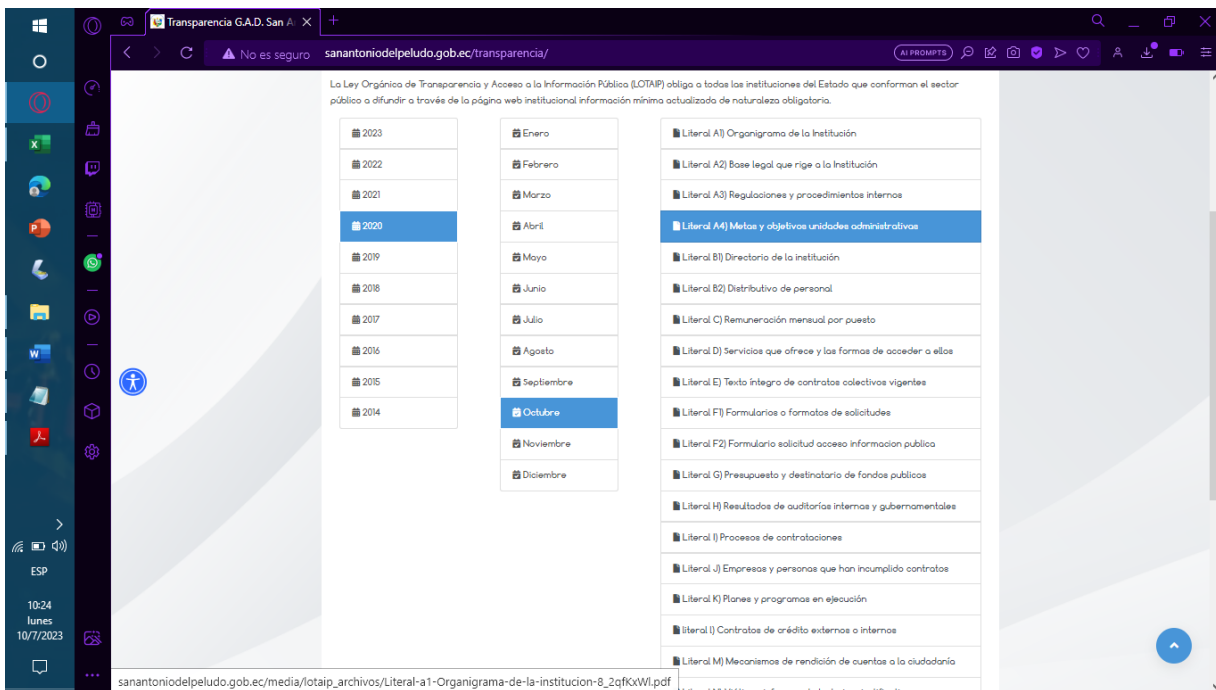 Transparencia G.A.D. San A
No es seguro sanantoniodelpeludo.gob.ec/transparencia/
AI PROMPTS
La Ley Orgánica de Transparencia y Acceso a la Información Pública (LOTAIP) obliga a todas las instituciones del Estado que conforman el sector
público a difundir a través de la página web institucional información mínima actualizada de naturaleza obligatoria.
2023
2022
2021
2020
2019
2018
2017
2016
2015
2014
Enero
Febrero
Marzo
Abril
Mayo
Junio
Julio
Agosto
Septiembre
Octubre
Noviembre
Diciembre
Literal A1) Organigrama de la Institución
Literal A2) Base legal que rige a la Institución
Literal A3) Regulaciones y procedimientos internos
Literal A4) Metas y objetivos unidades administrativas
Literal B1) Directorio de la institución
Literal B2) Distributivo de personal
Literal C) Remuneración mensual por puesto
Literal D) Servicios que ofrece y las formas de acceder a ellos
Literal E) Texto íntegro de contratos colectivos vigentes
Literal F1) Formularios o formatos de solicitudes
Literal F2) Formulario solicitud acceso informacion publica
Literal G) Presupuesto y destinatario de fondos publicos
Literal H) Resultados de auditorías internas y gubernamentales
Literal I) Procesos de contrataciones
Literal J) Empresas y personas que han incumplido contratos
Literal K) Planes y programas en ejecución
literal l) Contratos de crédito externos o internos
Literal M) Mecanismos de rendición de cuentas a la ciudadanía
ESP
10:24
lunes
10/7/2023
sanantoniodelpeludo.gob.ec/media/lotaip_archivos/Literal-a1-Organigrama-de-la-institucion-8_2qfKxWl.pdf